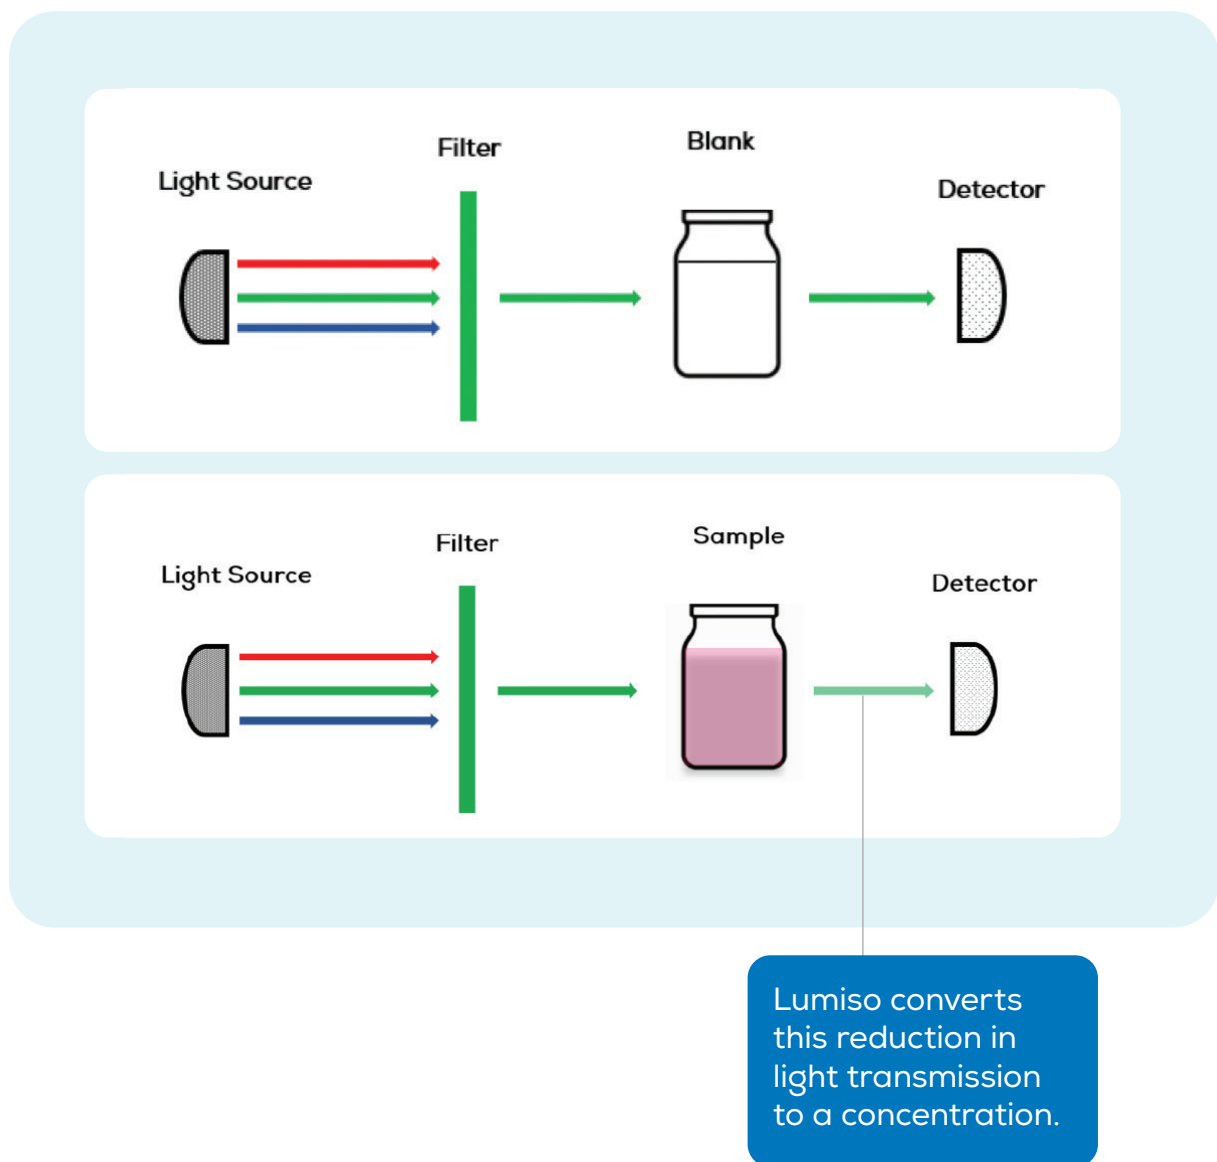 Light Source
Filter
Blank
Detector
Light Source
Filter
Sample
Detector
Lumiso converts
this reduction in
light transmission
to a concentration.